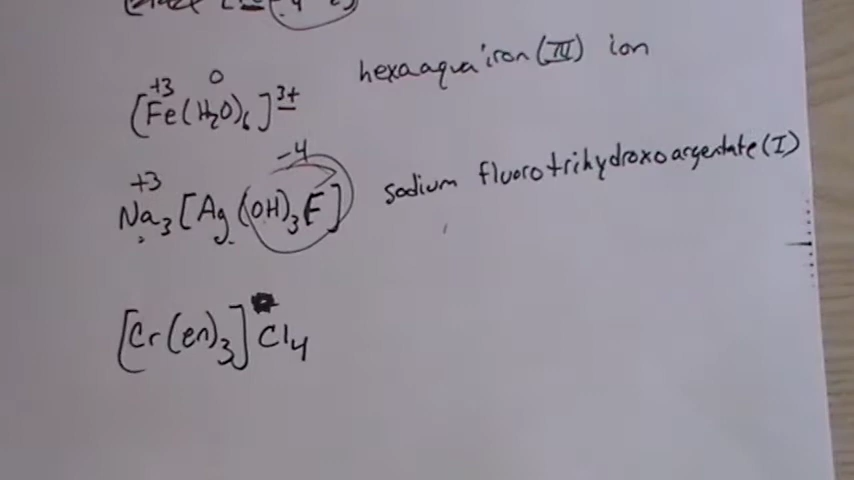 +3 0
[Fe(H2O)6]3+ hexaaquairon(III) ion
+3 -4
Na3[Ag(OH)3F] sodium fluorotrihydroxoargentate(I)
[Cr(en)3]Cl4